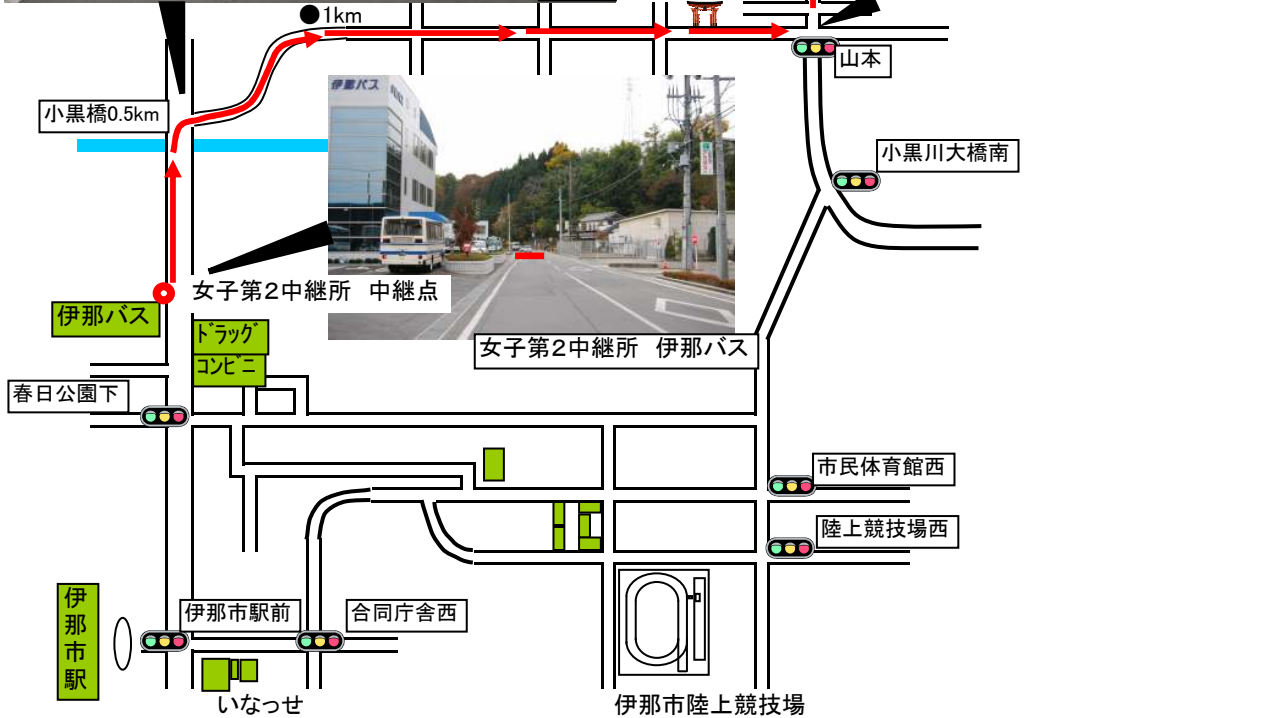 ●1km
山本
伊那バス
小黒橋0.5km
小黒川大橋南
女子第2中継所 中継点
伊那バス
ﾄﾞﾗｯｸﾞ
女子第2中継所 伊那バス
コンビニ
春日公園下
市民体育館西
陸上競技場西
伊那市駅
伊那市駅前
合同庁舎西
いなっせ
伊那市陸上競技場